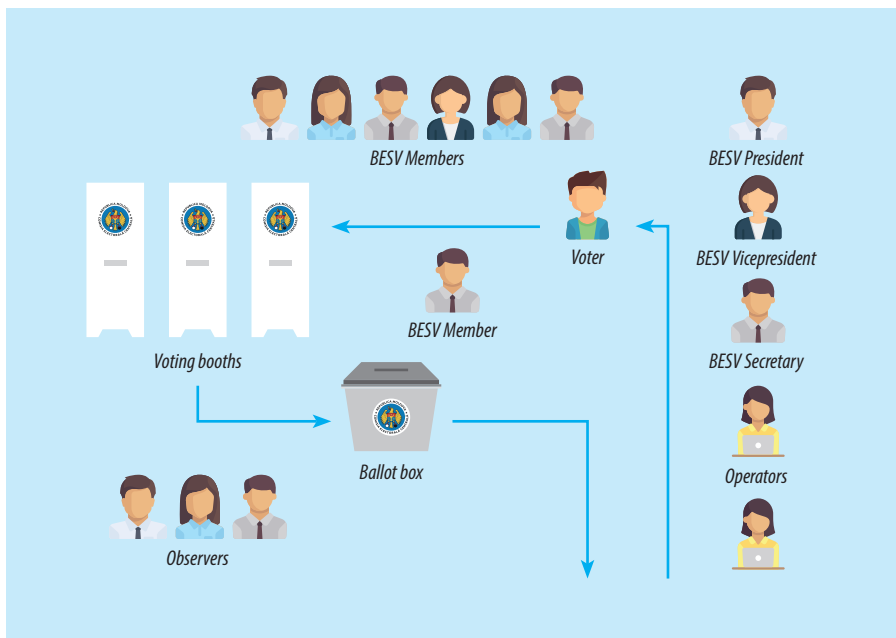 BESV Members
BESV President
Voter
BESV Vicepresident
BESV Member
Voting booths
BESV Secretary
Ballot box
Operators
Observers